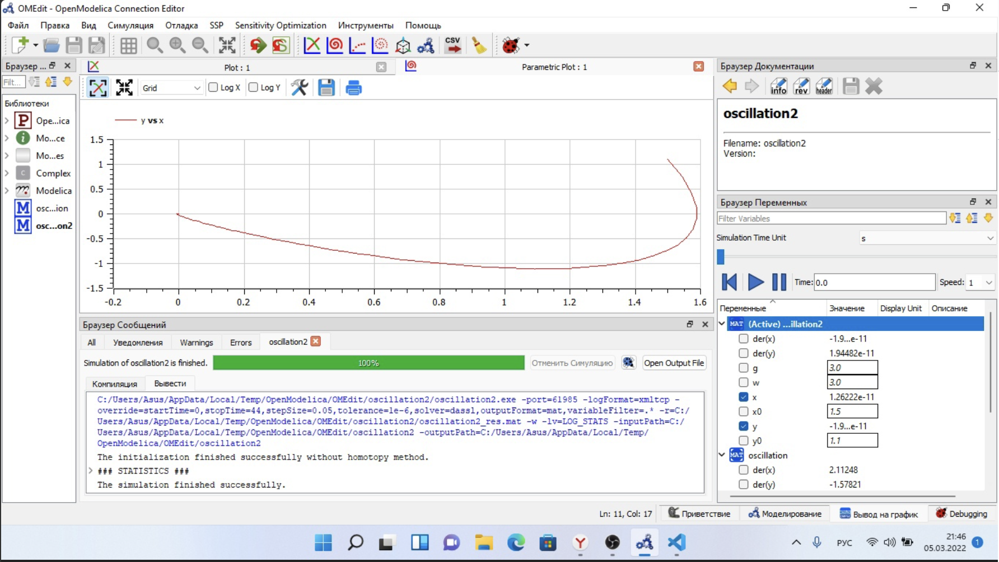 OMEdit - OpenModelica Connection Editor
Файл Правка Вид Симуляция Отладка SSP Sensitivity Optimization Инструменты Помощь
CSV
Браузер ...
Filt...
Библиотеки
P Ope...ica
i Mo...ce
Mo...es
C Complex
Modelica
M osc...ion
M osc...on2
Plot : 1
Parametric Plot : 1
Grid Log X Log Y
y vs x
1.5
1
0.5
0
-0.5
-1
-1.5
-0.2 0 0.2 0.4 0.6 0.8 1 1.2 1.4 1.6
Браузер Сообщений
All Уведомления Warnings Errors oscillation2
Simulation of oscillation2 is finished. 100% Отменить Симуляцию Open Output File
Компиляция Вывести
C:/Users/Asus/AppData/Local/Temp/OpenModelica/OMEdit/oscillation2/oscillation2.exe -port=61985 -logFormat=xmltcp -
override=startTime=0,stopTime=44,stepSize=0.05,tolerance=1e-6,solver=dassl,outputFormat=mat,variableFilter=.* -r=C:/
Users/Asus/AppData/Local/Temp/OpenModelica/OMEdit/oscillation2/oscillation2_res.mat -w -lv=LOG_STATS -inputPath=C:/
Users/Asus/AppData/Local/Temp/OpenModelica/OMEdit/oscillation2 -outputPath=C:/Users/Asus/AppData/Local/Temp/
OpenModelica/OMEdit/oscillation2
The initialization finished successfully without homotopy method.
### STATISTICS ###
The simulation finished successfully.
Браузер Документации
info rev header
oscillation2
Filename: oscillation2
Version:
Браузер Переменных
Filter Variables
Simulation Time Unit s
Time: 0.0 Speed: 1
Переменные Значение Display Unit Описание
MAT (Active) ...illation2
der(x) -1.9...e-11
der(y) 1.94482e-11
g 3.0
w 3.0
x 1.26222e-11
x0 1.5
y -1.9...e-11
y0 1.1
MAT oscillation
der(x) 2.11248
der(y) -1.57821
Ln: 11, Col: 17 Приветствие Моделирование Вывод на график Debugging
РУС 21:46
05.03.2022 1